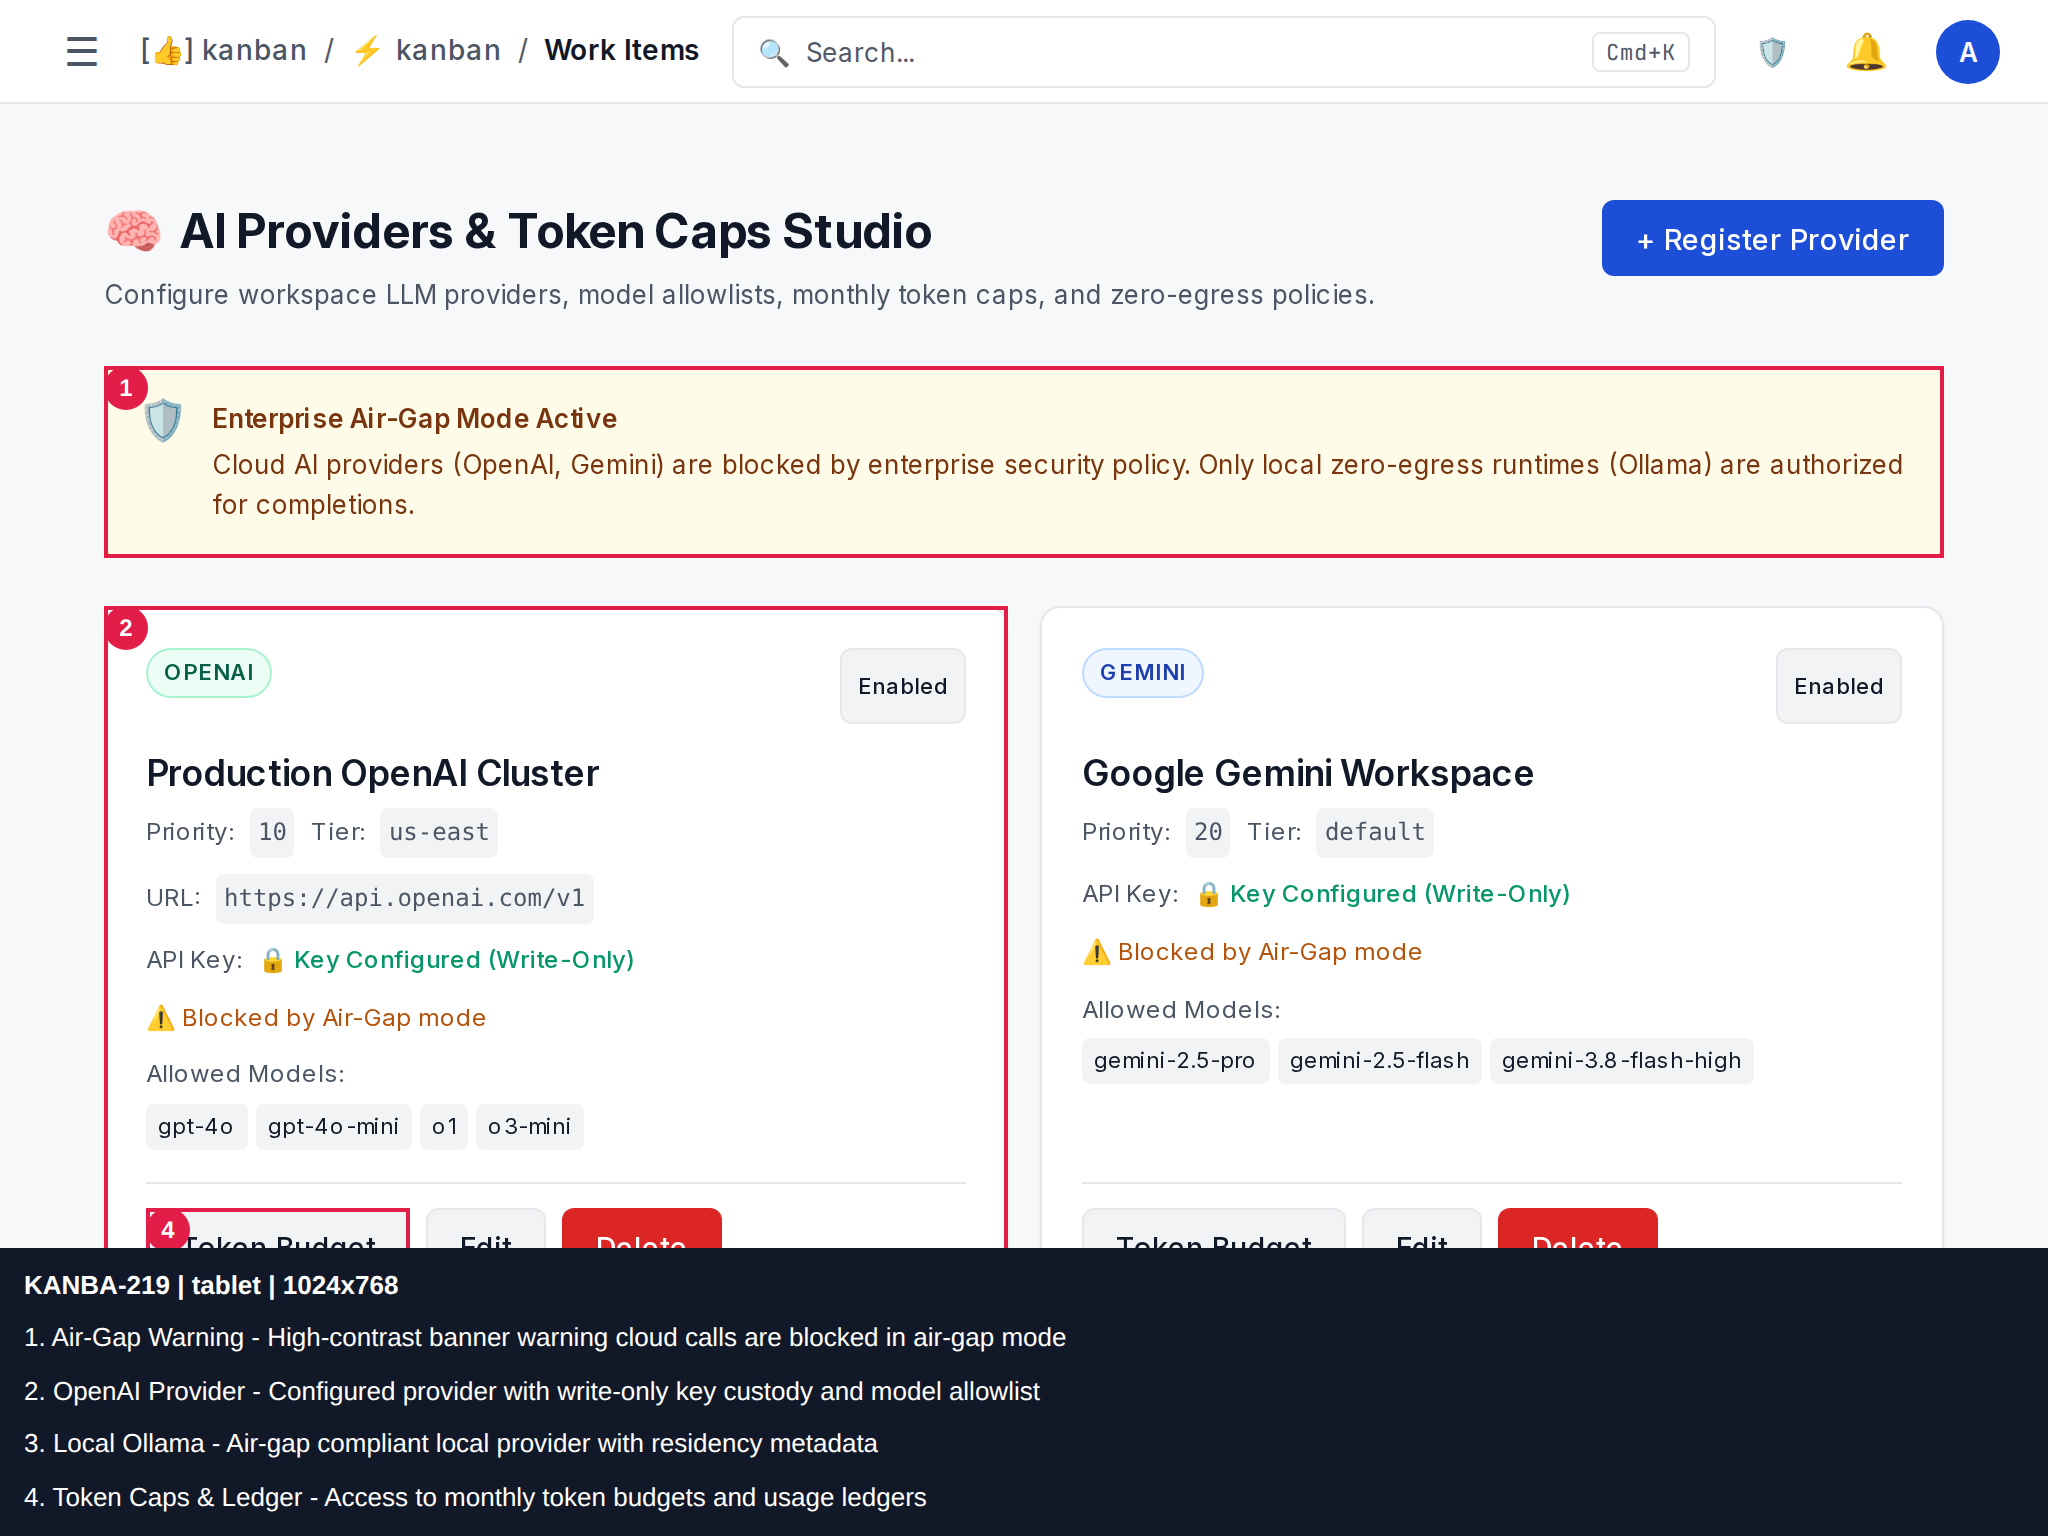 ☰ [👍] kanban / ⚡ kanban / Work Items 🔍 Search... Cmd+K 🛡️ 🔔 A
🧠 AI Providers & Token Caps Studio
+ Register Provider
Configure workspace LLM providers, model allowlists, monthly token caps, and zero-egress policies.
1
Enterprise Air-Gap Mode Active
Cloud AI providers (OpenAI, Gemini) are blocked by enterprise security policy. Only local zero-egress runtimes (Ollama) are authorized
for completions.
2
OPENAI Enabled
Production OpenAI Cluster
Priority: 10 Tier: us-east
URL: https://api.openai.com/v1
API Key: 🔒 Key Configured (Write-Only)
⚠️ Blocked by Air-Gap mode
Allowed Models:
gpt-4o gpt-4o-mini o1 o3-mini
4 Token Budget Edit Delete
GEMINI Enabled
Google Gemini Workspace
Priority: 20 Tier: default
API Key: 🔒 Key Configured (Write-Only)
⚠️ Blocked by Air-Gap mode
Allowed Models:
gemini-2.5-pro gemini-2.5-flash gemini-3.8-flash-high
Token Budget Edit Delete
KANBA-219 | tablet | 1024x768
1. Air-Gap Warning - High-contrast banner warning cloud calls are blocked in air-gap mode
2. OpenAI Provider - Configured provider with write-only key custody and model allowlist
3. Local Ollama - Air-gap compliant local provider with residency metadata
4. Token Caps & Ledger - Access to monthly token budgets and usage ledgers